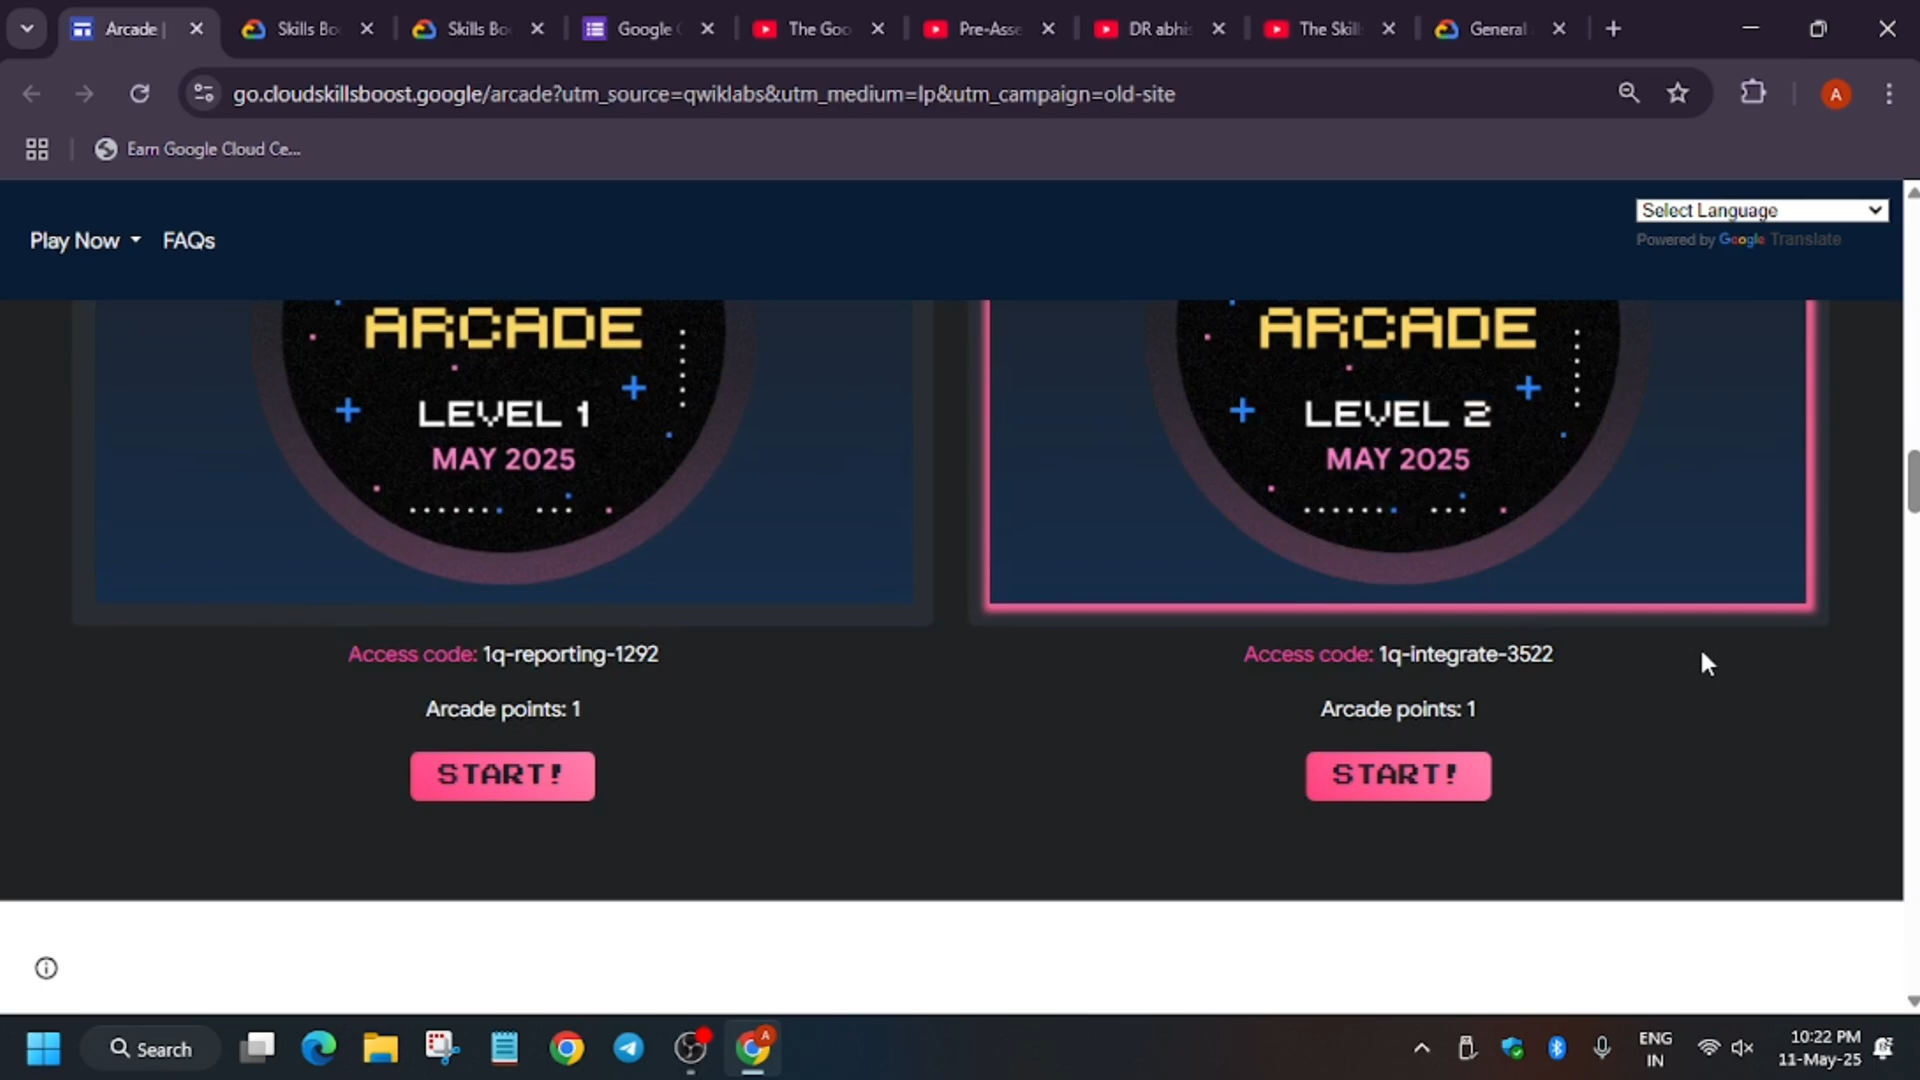 Arcade |
Skills Bo
Skills Bo
Google C
The Goo
Pre-Asse
DR abhis
The Skill
General
go.cloudskillsboost.google/arcade?utm_source=qwiklabs&utm_medium=lp&utm_campaign=old-site
A
Earn Google Cloud Ce...
Play Now
FAQs
Select Language
Powered by Google Translate
ARCADE
LEVEL 1
MAY 2025
ARCADE
LEVEL 2
MAY 2025
Access code: 1q-reporting-1292
Access code: 1q-integrate-3522
Arcade points: 1
Arcade points: 1
START!
START!
Search
A
ENG
IN
10:22 PM
11-May-25